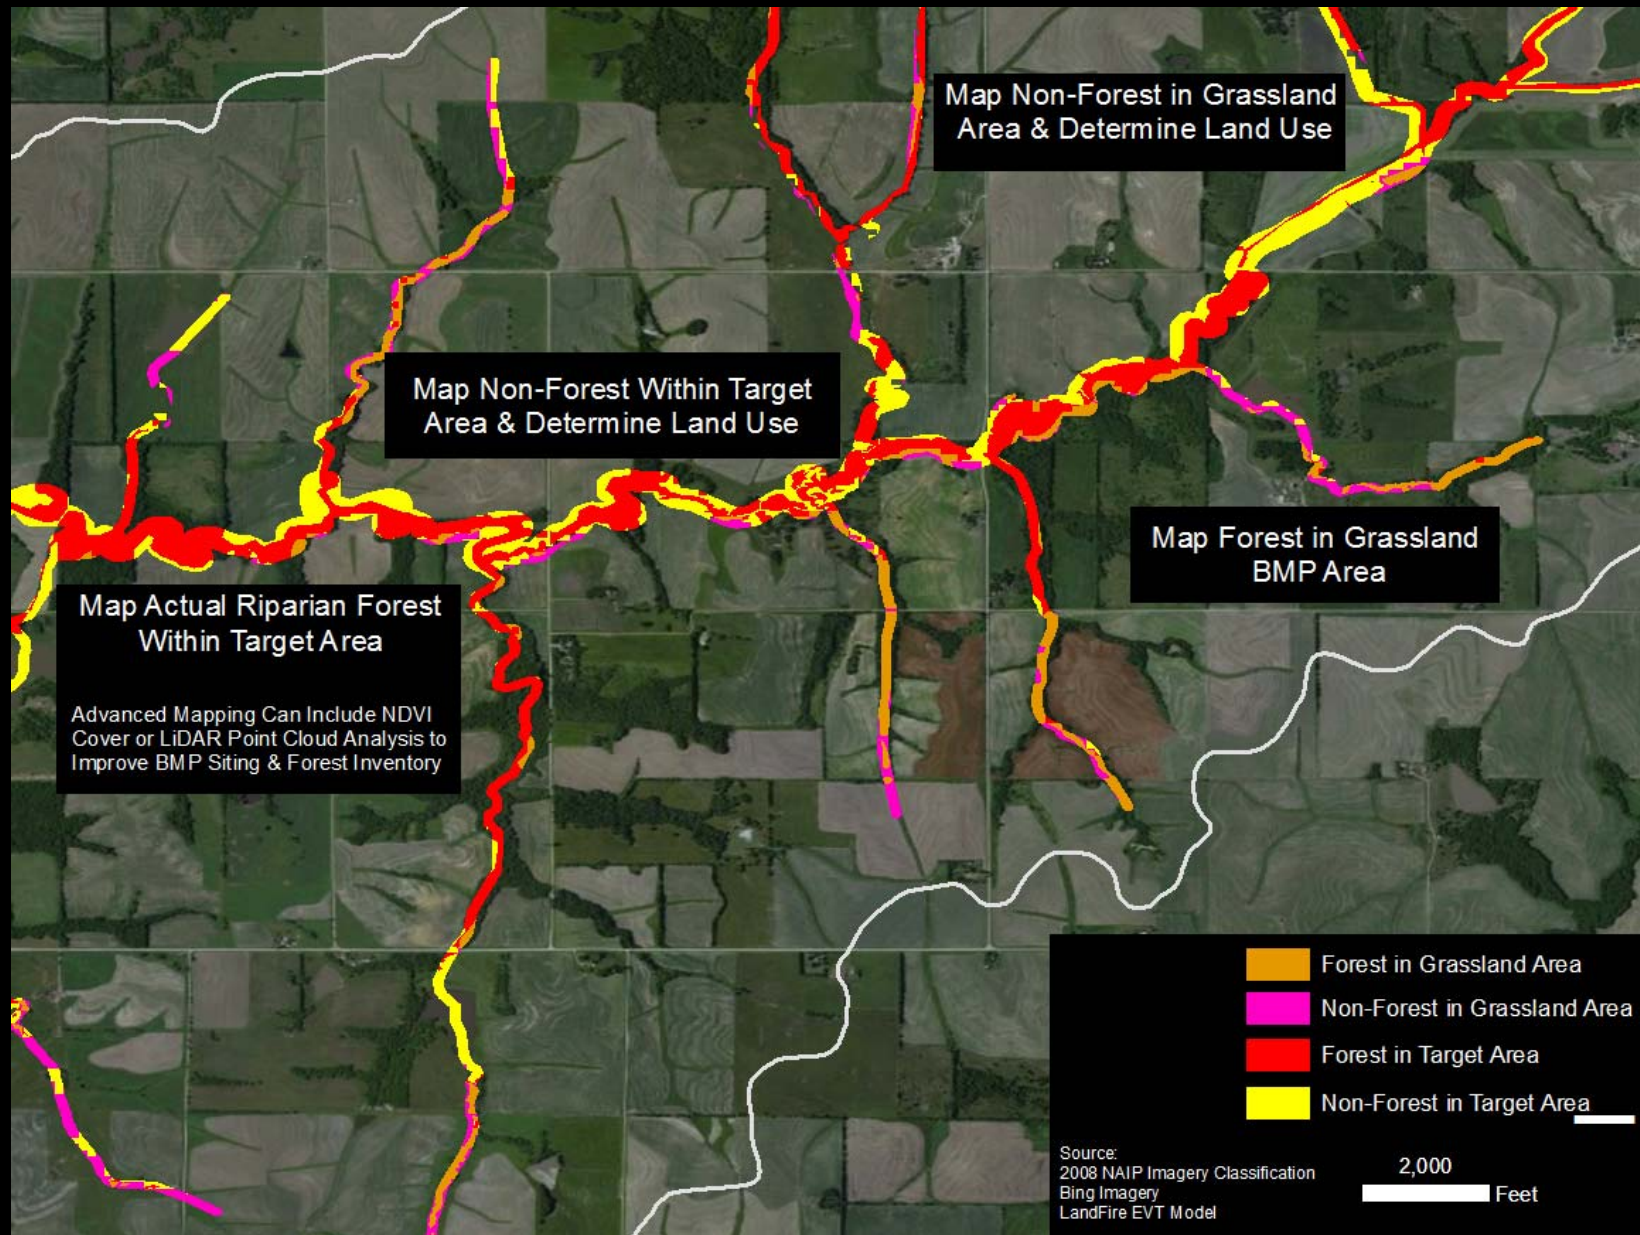 Map Non-Forest in Grassland
Area & Determine Land Use
Map Non-Forest Within Target
Area & Determine Land Use
Map Forest in Grassland
BMP Area
Map Actual Riparian Forest
Within Target Area
Advanced Mapping Can Include NDVI
Cover or LiDAR Point Cloud Analysis to
Improve BMP Siting & Forest Inventory
Forest in Grassland Area
Non-Forest in Grassland Area
Forest in Target Area
Non-Forest in Target Area
Source:
2008 NAIP Imagery Classification
Bing Imagery
LandFire EVT Model
2,000
Feet